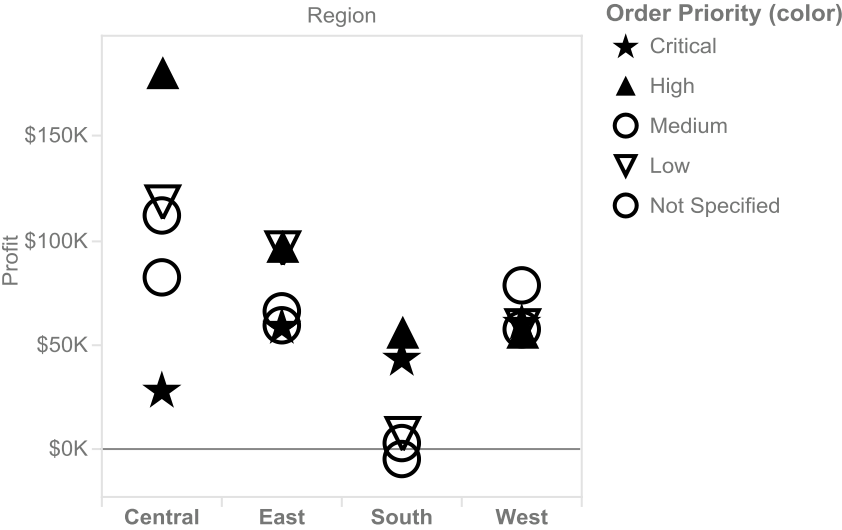 Region
Order Priority (color)
Critical
High
Medium
Low
Not Specified
Profit
$150K
$100K
$50K
$0K
Central East South West